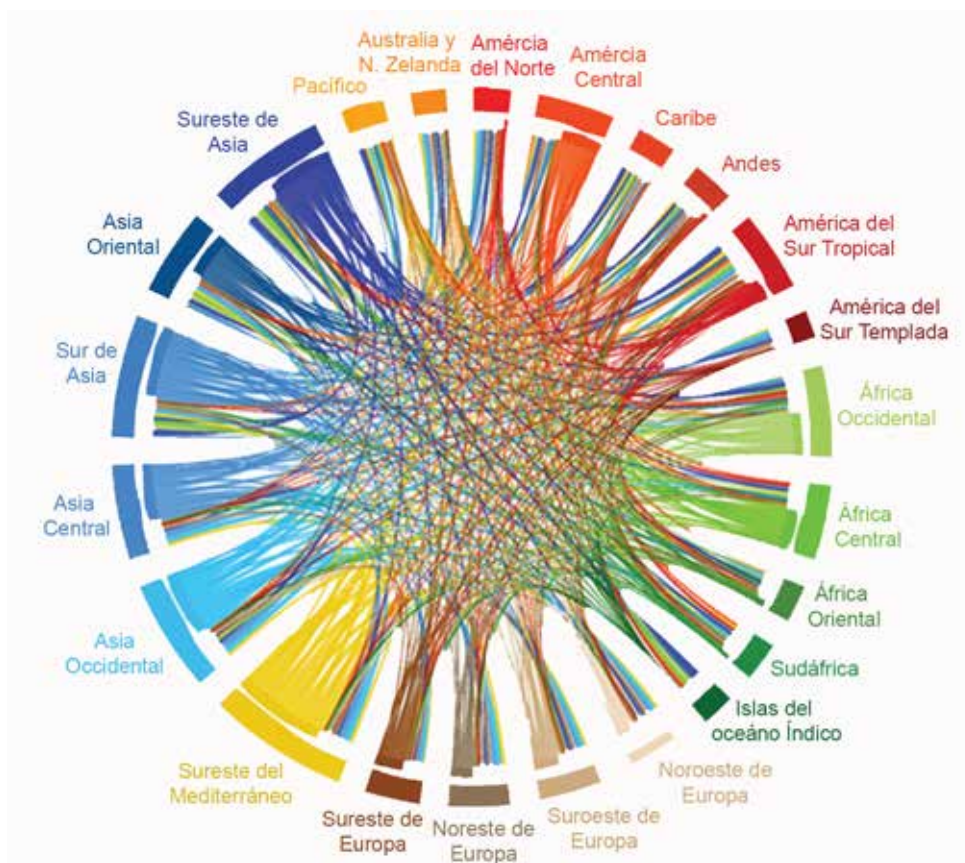 Australia y
N. Zelanda
Amércia
del Norte
Amércia
Central
Caribe
Andes
América del
Sur Tropical
América del
Sur Templada
África
Occidental
África
Central
África
Oriental
Sudáfrica
Islas del
oceáno Índico
Noroeste de
Europa
Suroeste de
Europa
Noreste de
Europa
Sureste de
Europa
Sureste del
Mediterráneo
Asia
Occidental
Asia
Central
Sur de
Asia
Asia
Oriental
Sureste de
Asia
Pacífico